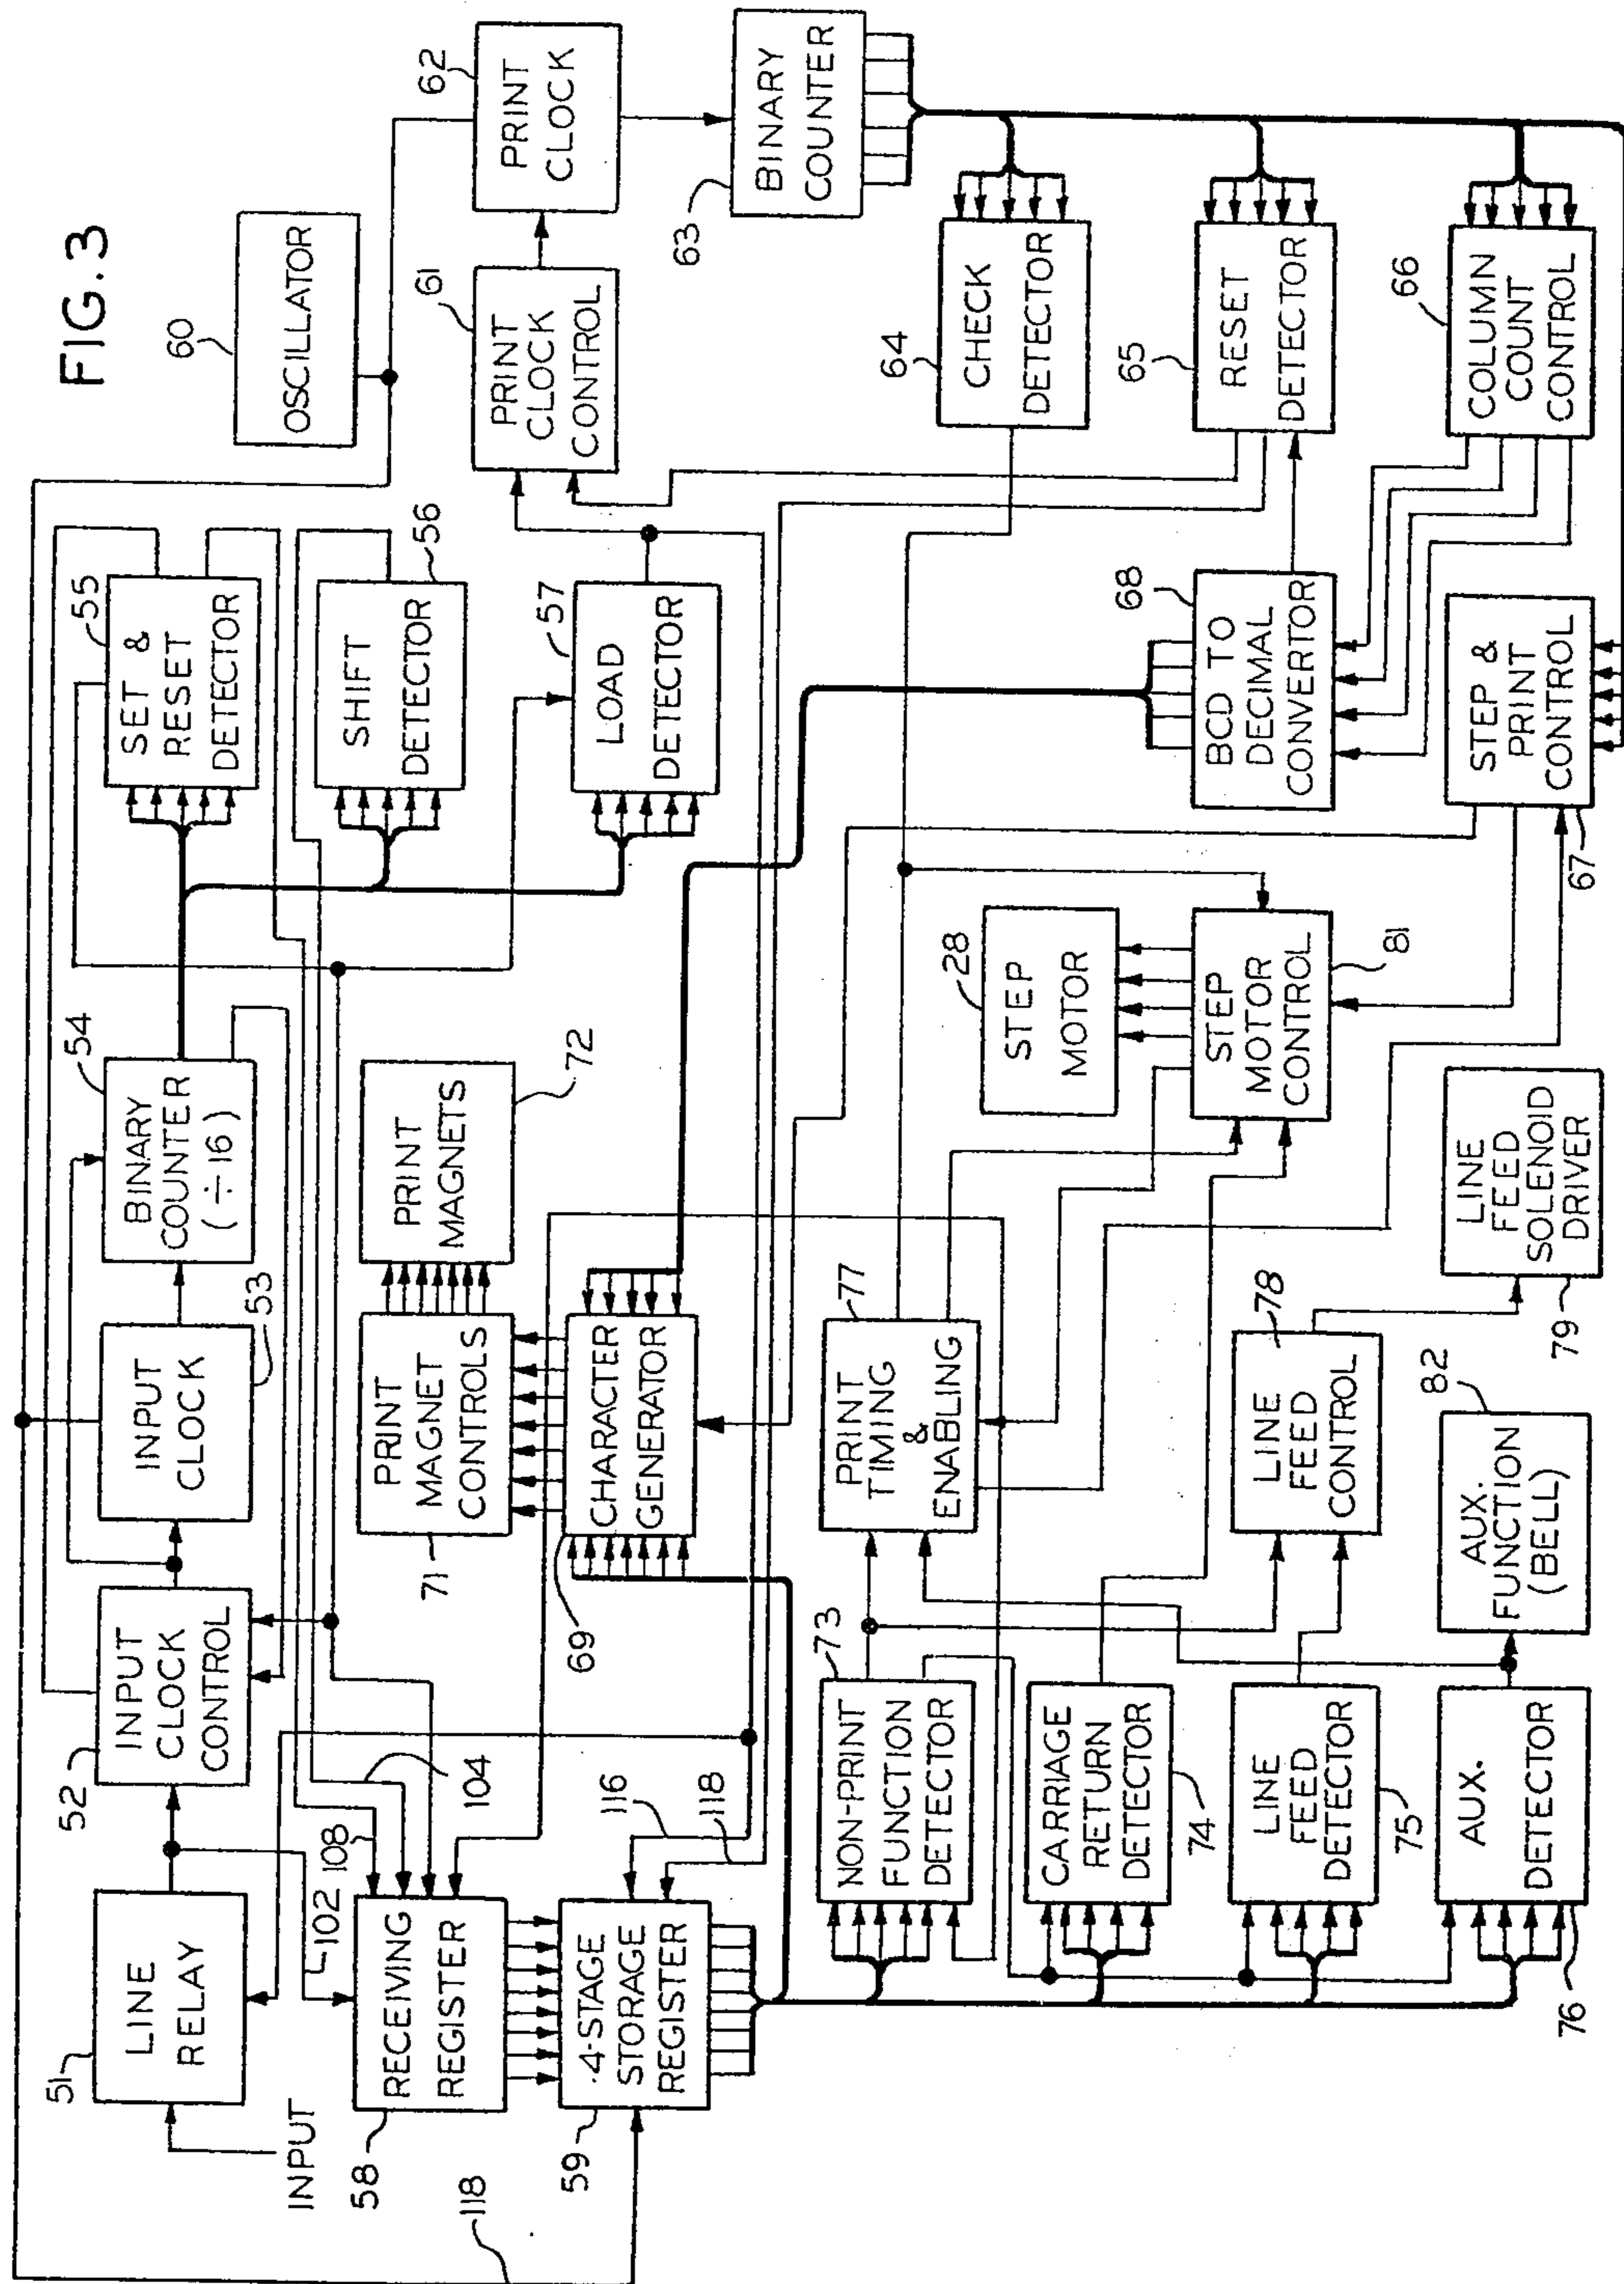 FIG. 3
INPUT
51
LINE
RELAY
52
INPUT
CLOCK
CONTROL
53
INPUT
CLOCK
54
BINARY
COUNTER
(÷16)
55
SET &
RESET
DETECTOR
56
SHIFT
DETECTOR
57
LOAD
DETECTOR
60
OSCILLATOR
61
PRINT
CLOCK
CONTROL
62
PRINT
CLOCK
63
BINARY
COUNTER
102
108
104
58
RECEIVING
REGISTER
116
118
59
4-STAGE
STORAGE
REGISTER
118
71
PRINT
MAGNET
CONTROLS
72
PRINT
MAGNETS
69
CHARACTER
GENERATOR
64
CHECK
DETECTOR
65
RESET
DETECTOR
66
COLUMN
COUNT
CONTROL
68
BCD TO
DECIMAL
CONVERTOR
67
STEP &
PRINT
CONTROL
73
NON-PRINT
FUNCTION
DETECTOR
77
PRINT
TIMING
&
ENABLING
28
STEP
MOTOR
81
STEP
MOTOR
CONTROL
74
CARRIAGE
RETURN
DETECTOR
75
LINE
FEED
DETECTOR
78
LINE
FEED
CONTROL
79
LINE
FEED
SOLENOID
DRIVER
76
AUX.
DETECTOR
82
AUX.
FUNCTION
(BELL)